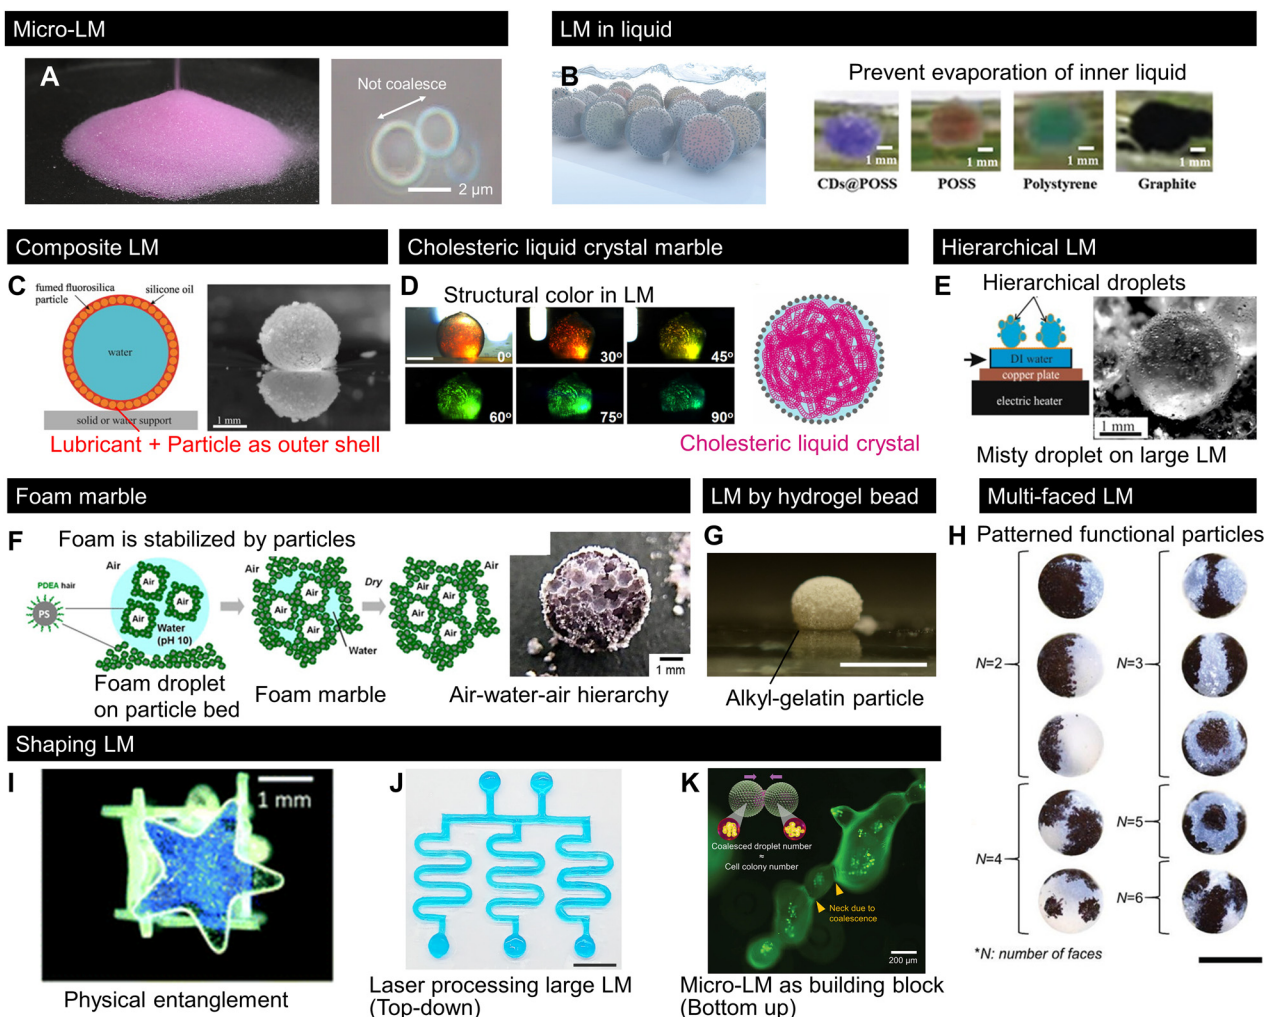 Micro-LM
A
Not coalesce
2 µm
LM in liquid
B
Prevent evaporation of inner liquid
1 mm
1 mm
1 mm
1 mm
CDs@POSS
POSS
Polystyrene
Graphite
Composite LM
C
fumed fluorosilica
particle
silicone oil
water
solid or water support
1 mm
Lubricant + Particle as outer shell
Cholesteric liquid crystal marble
D
Structural color in LM
0°
30°
45°
60°
75°
90°
Cholesteric liquid crystal
Hierarchical LM
E
Hierarchical droplets
DI water
copper plate
electric heater
1 mm
Misty droplet on large LM
Foam marble
F
Foam is stabilized by particles
PDEA hair
PS
Air
Air
Air
Air
Water
(pH 10)
Foam droplet
on particle bed
Air
Air
Air
Air
Air
Water
Foam marble
Dry
Air
Air
Air
Air
Air
1 mm
Air-water-air hierarchy
LM by hydrogel bead
G
Alkyl-gelatin particle
Multi-faced LM
H
Patterned functional particles
N=2
N=3
N=4
N=5
N=6
*N: number of faces
Shaping LM
I
1 mm
Physical entanglement
J
Laser processing large LM
(Top-down)
K
Coalesced droplet number
≈
Cell colony number
Neck due to
coalescence
200 µm
Micro-LM as building block
(Bottom up)